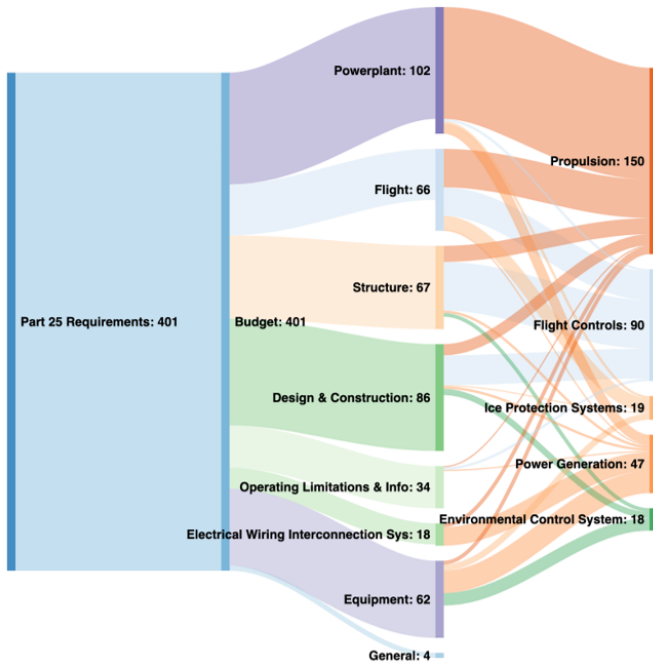 Powerplant: 102
Propulsion: 150
Flight: 66
Structure: 67
Part 25 Requirements: 401
Budget: 401
Flight Controls: 90
Design & Construction: 86
Ice Protection Systems: 19
Power Generation: 47
Operating Limitations & Info: 34
Environmental Control System: 18
Electrical Wiring Interconnection Sys: 18
Equipment: 62
General: 4